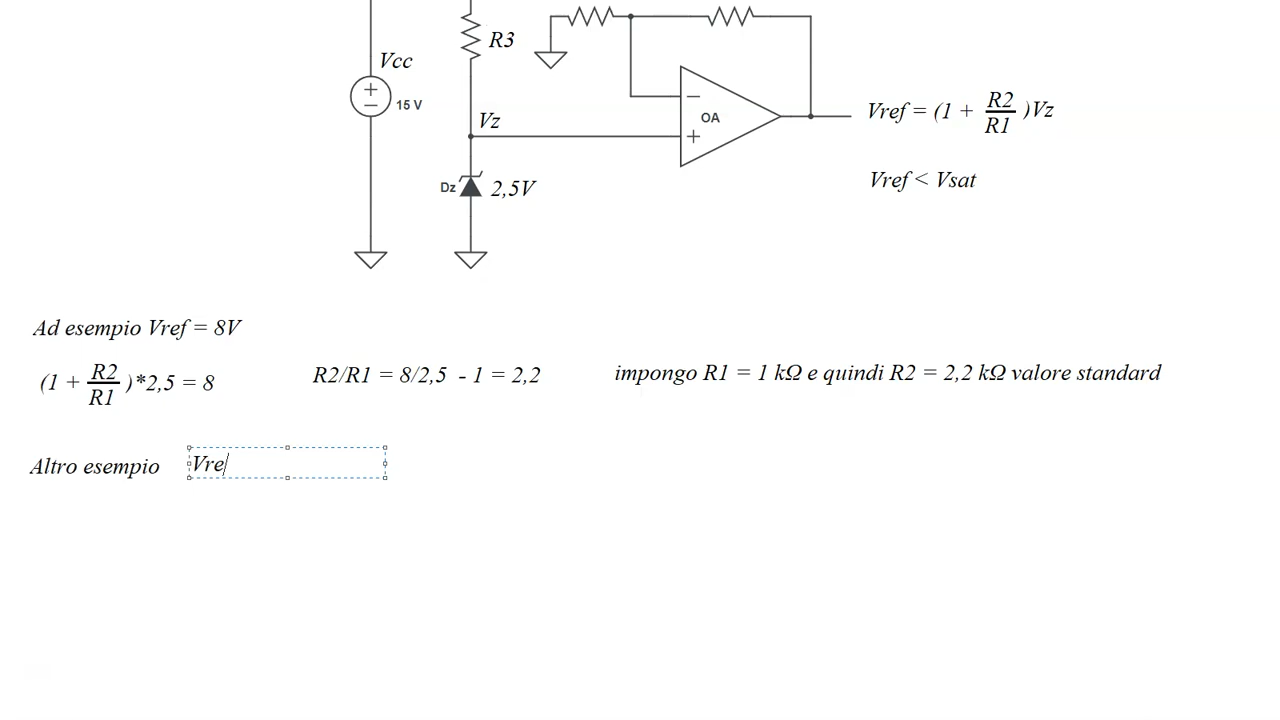 R3
Vcc
+
−
15 V
Vz
−
OA
+
Vref = (1 + R2/R1 )Vz
Dz
2,5V
Vref < Vsat
Ad esempio Vref = 8V
(1 + R2/R1 )*2,5 = 8
R2/R1 = 8/2,5 - 1 = 2,2
impongo R1 = 1 kΩ e quindi R2 = 2,2 kΩ valore standard
Altro esempio Vre